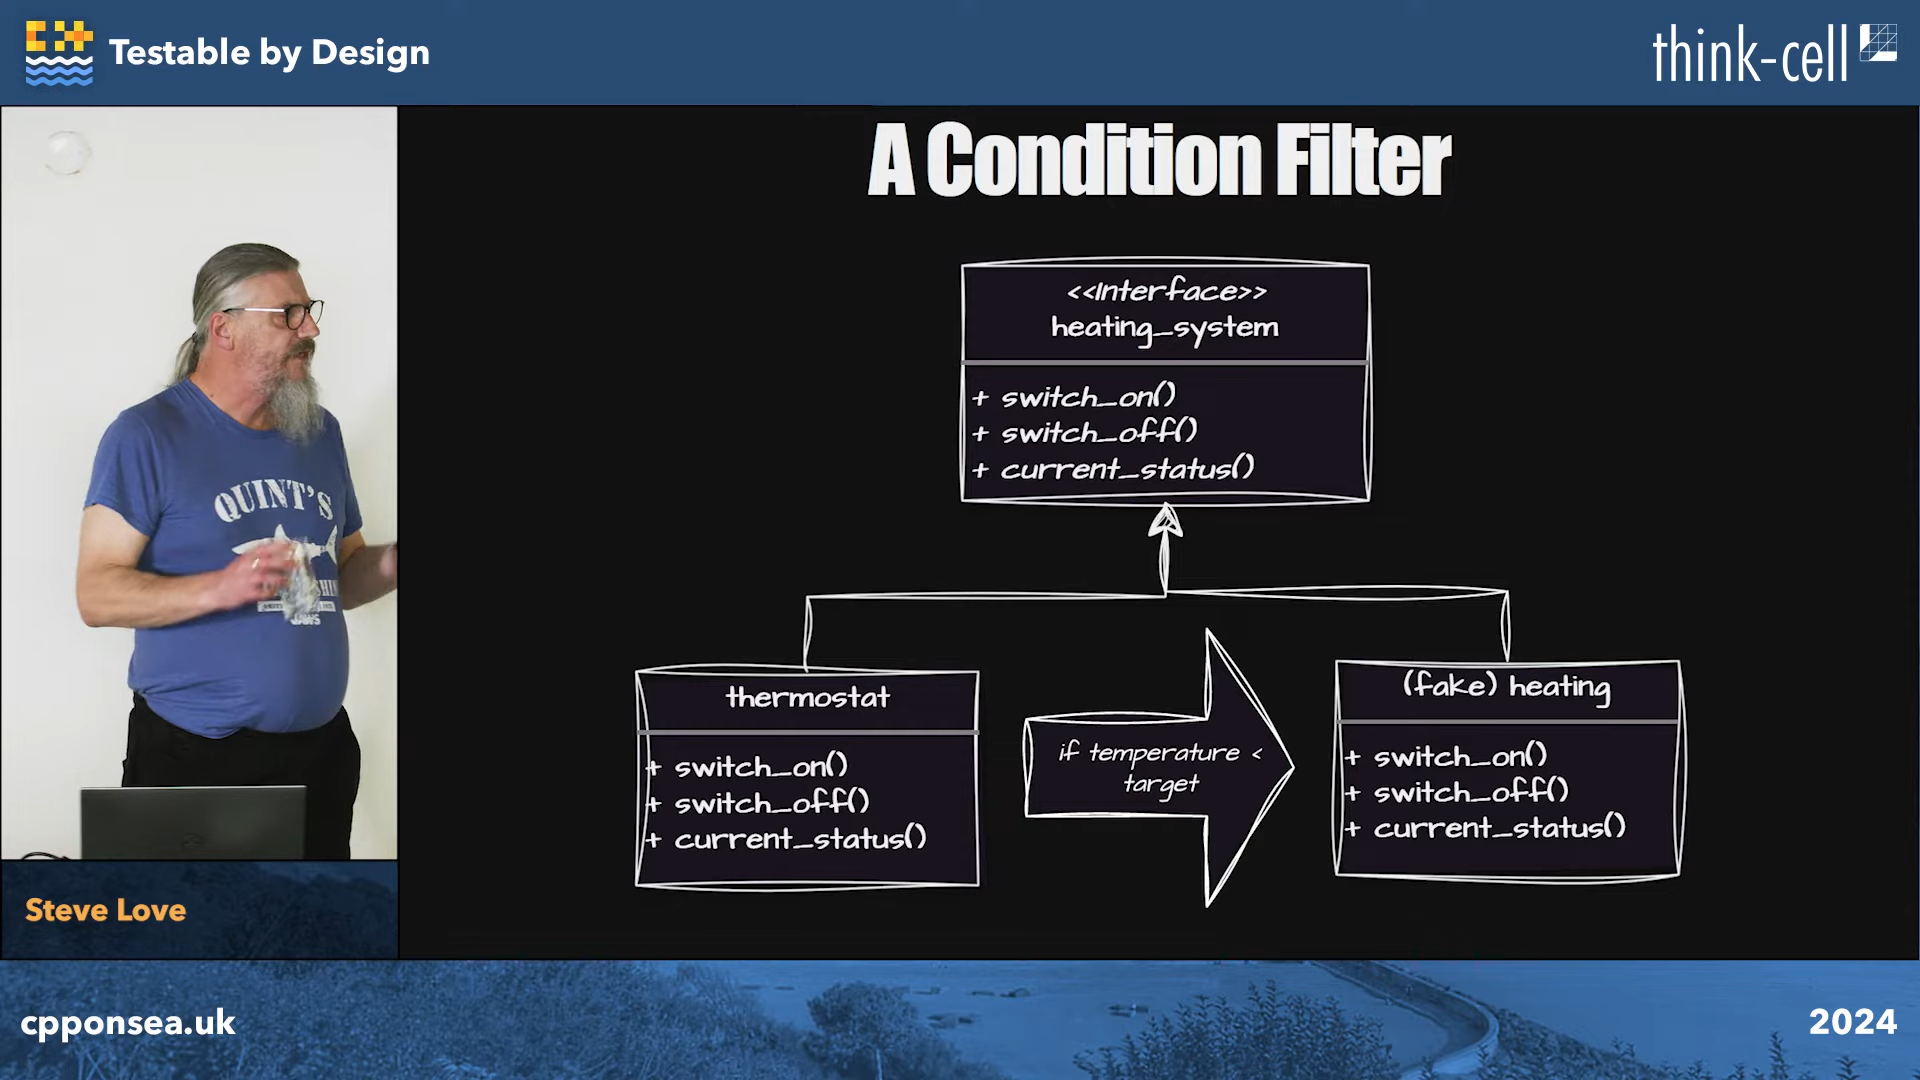 Testable by Design
think-cell
A Condition Filter
<<Interface>>
heating_system
+ switch_on()
+ switch_off()
+ current_status()
thermostat
+ switch_on()
+ switch_off()
+ current_status()
if temperature <
target
(fake) heating
+ switch_on()
+ switch_off()
+ current_status()
QUINT'S
JAWS
Steve Love
cpponsea.uk
2024